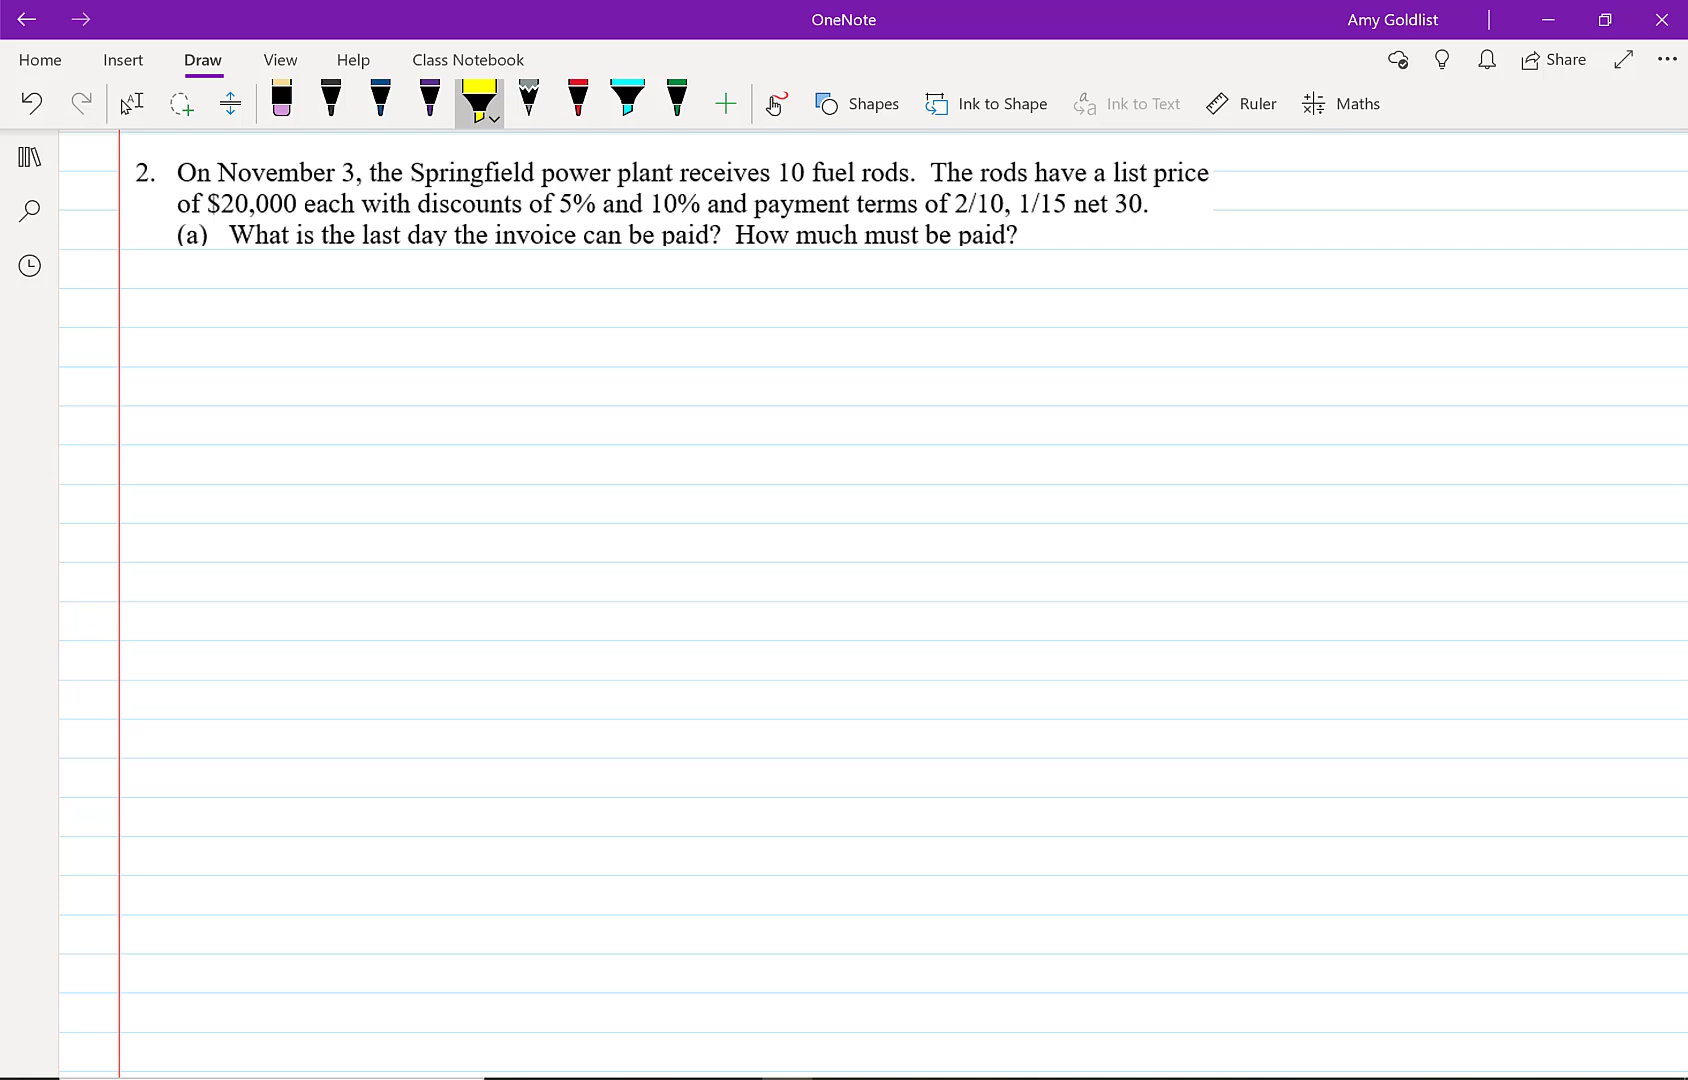 OneNote
Amy Goldlist
Home Insert Draw View Help Class Notebook
Share
Shapes Ink to Shape Ink to Text Ruler Maths
2. On November 3, the Springfield power plant receives 10 fuel rods. The rods have a list price
of $20,000 each with discounts of 5% and 10% and payment terms of 2/10, 1/15 net 30.
(a) What is the last day the invoice can be paid? How much must be paid?